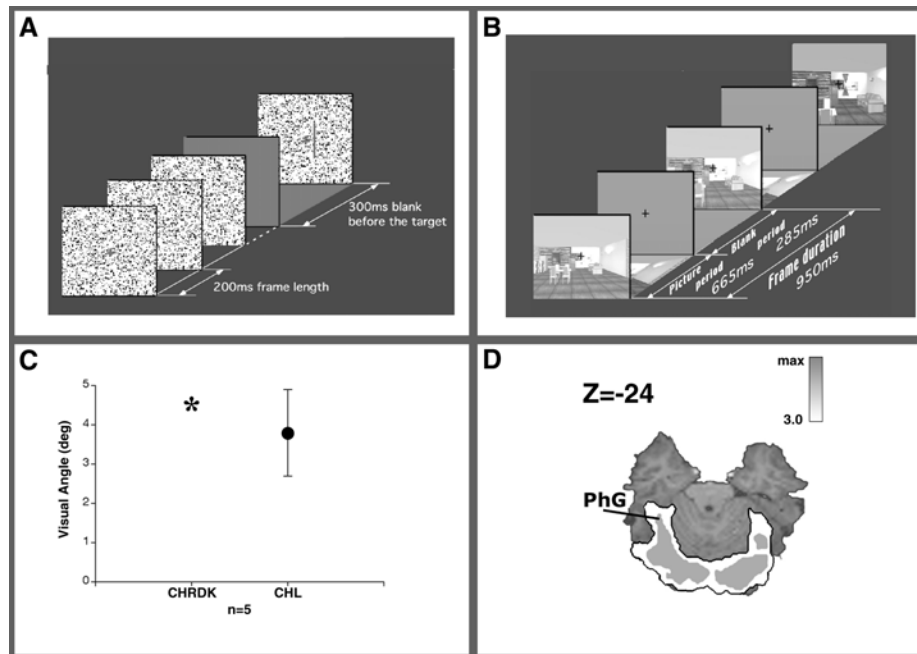 A
300ms blank
before the target
200ms frame length
B
Picture period
665ms
Blank period
285ms
Frame duration
950ms
C
Visual Angle (deg)
5
4
3
2
1
0
*
CHRDK
CHL
n=5
D
Z=-24
max
3.0
PhG